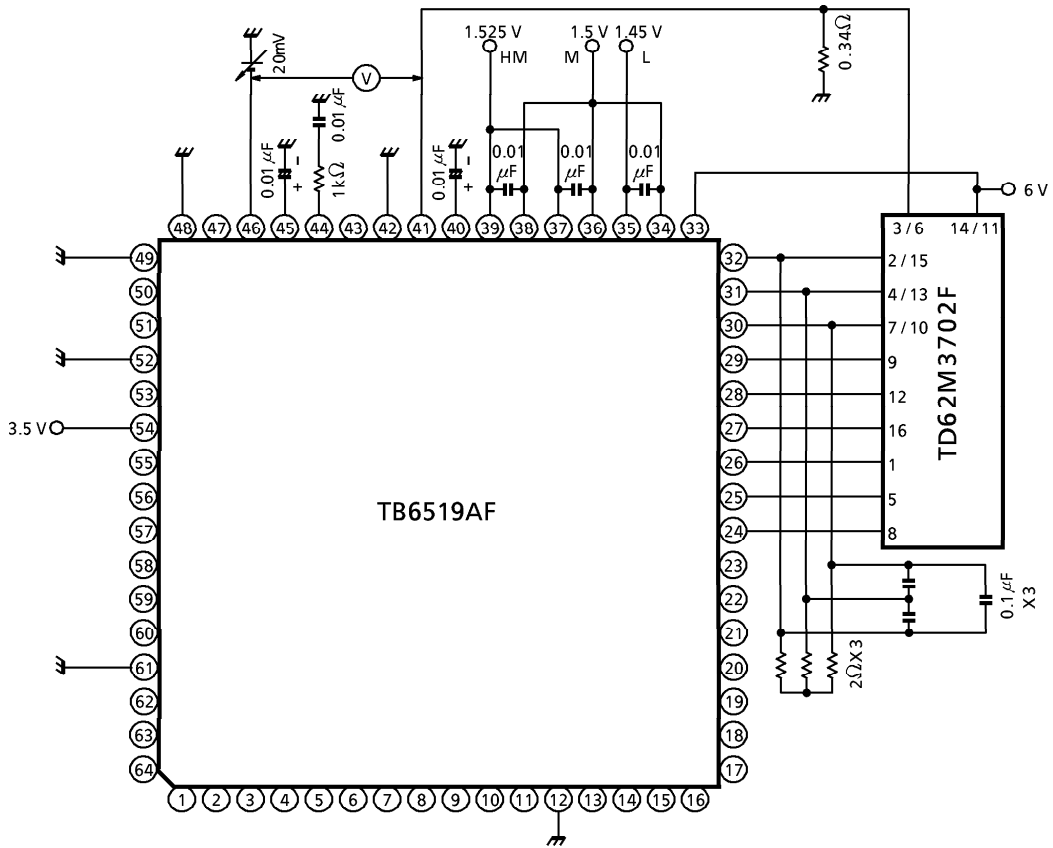 20mV
V
1.525 V
HM
1.5 V
M
1.45 V
L
0.34Ω
0.01 μF
- +
0.01 μF
1kΩ
0.01 μF
- +
0.01 μF
0.01 μF
0.01 μF
6 V
48 47 46 45 44 43 42 41 40 39 38 37 36 35 34 33
3 / 6 14 / 11
49 32 2 / 15
50 31 4 / 13
51 30 7 / 10
52 29 9
53 28 12
3.5 V 54 27 16
55 26 1
56 25 5
57 24 8
TD62M3702F
TB6519AF
58 23
59 22
60 21
61 20
62 19
63 18
64 17
0.1 μF
X3
2ΩX3
1 2 3 4 5 6 7 8 9 10 11 12 13 14 15 16